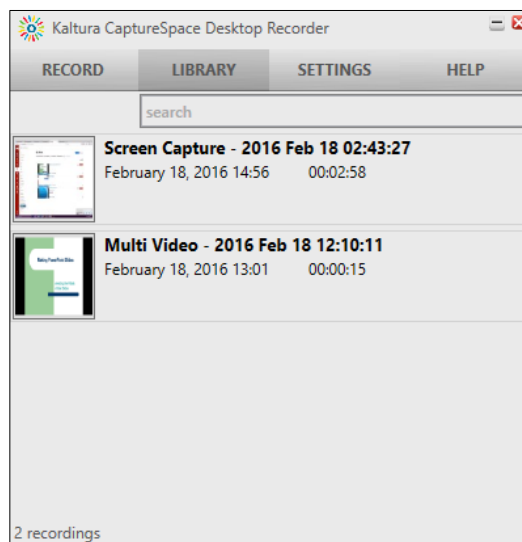 Kaltura CaptureSpace Desktop Recorder
RECORD LIBRARY SETTINGS HELP
search
Screen Capture - 2016 Feb 18 02:43:27
February 18, 2016 14:56 00:02:58
Multi Video - 2016 Feb 18 12:10:11
February 18, 2016 13:01 00:00:15
2 recordings